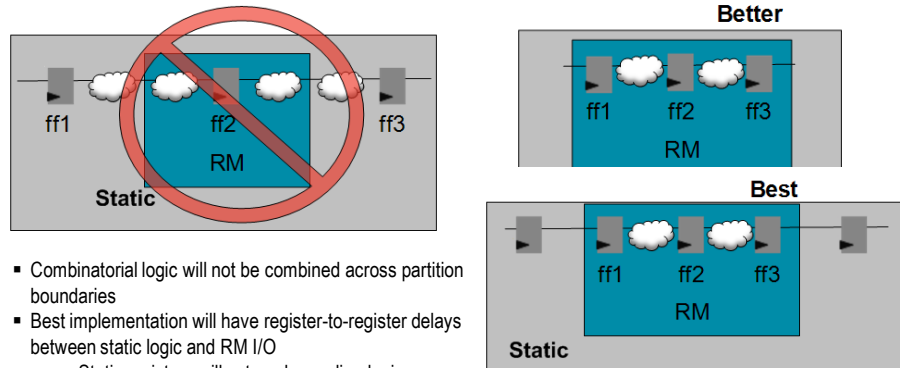 Better
ff1
ff2
ff3
RM
Static
ff1
ff2
ff3
RM
Best
ff1
ff2
ff3
RM
Static
▪ Combinatorial logic will not be combined across partition
boundaries
▪ Best implementation will have register-to-register delays
between static logic and RM I/O